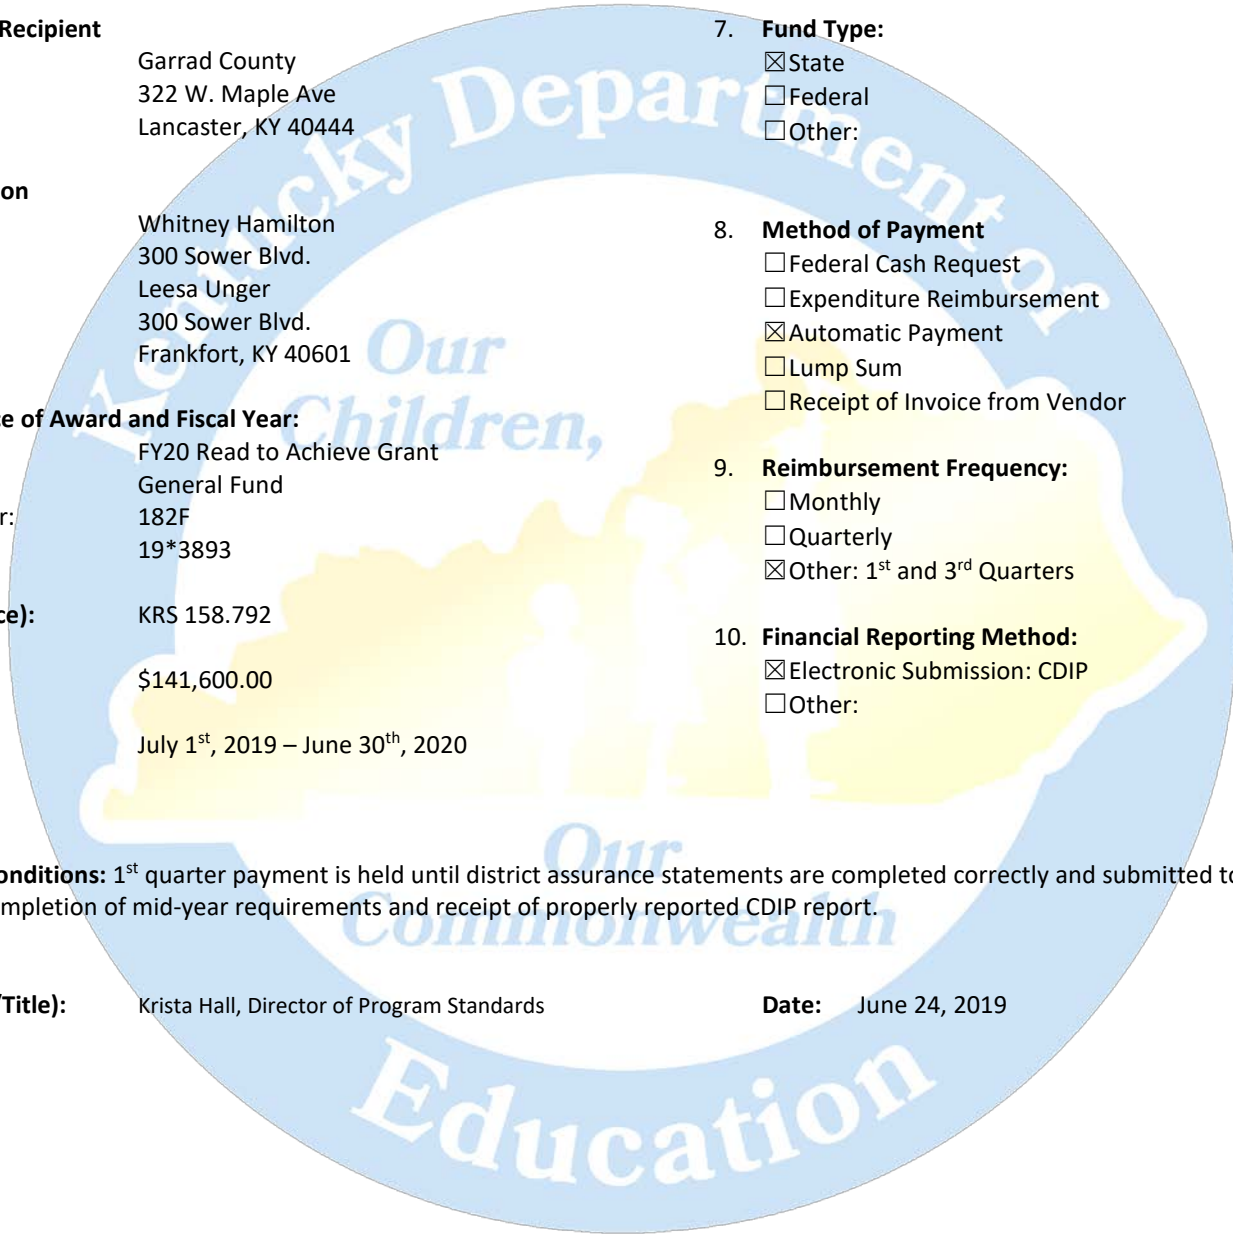 Recipient
Garrad County
322 W. Maple Ave
Lancaster, KY 40444
on
Whitney Hamilton
300 Sower Blvd.
Leesa Unger
300 Sower Blvd.
Frankfort, KY 40601
e of Award and Fiscal Year:
FY20 Read to Achieve Grant
General Fund
r: 182F
19*3893
ce): KRS 158.792
$141,600.00
July 1st, 2019 – June 30th, 2020
7. Fund Type:
☒State
☐Federal
☐Other:
8. Method of Payment
☐Federal Cash Request
☐Expenditure Reimbursement
☒Automatic Payment
☐Lump Sum
☐Receipt of Invoice from Vendor
9. Reimbursement Frequency:
☐Monthly
☐Quarterly
☒Other: 1st and 3rd Quarters
10. Financial Reporting Method:
☒Electronic Submission: CDIP
☐Other:
onditions: 1st quarter payment is held until district assurance statements are completed correctly and submitted to
mpletion of mid-year requirements and receipt of properly reported CDIP report.
/Title): Krista Hall, Director of Program Standards Date: June 24, 2019
Kentucky Department of
Education
Our
Children,
Our
Commonwealth